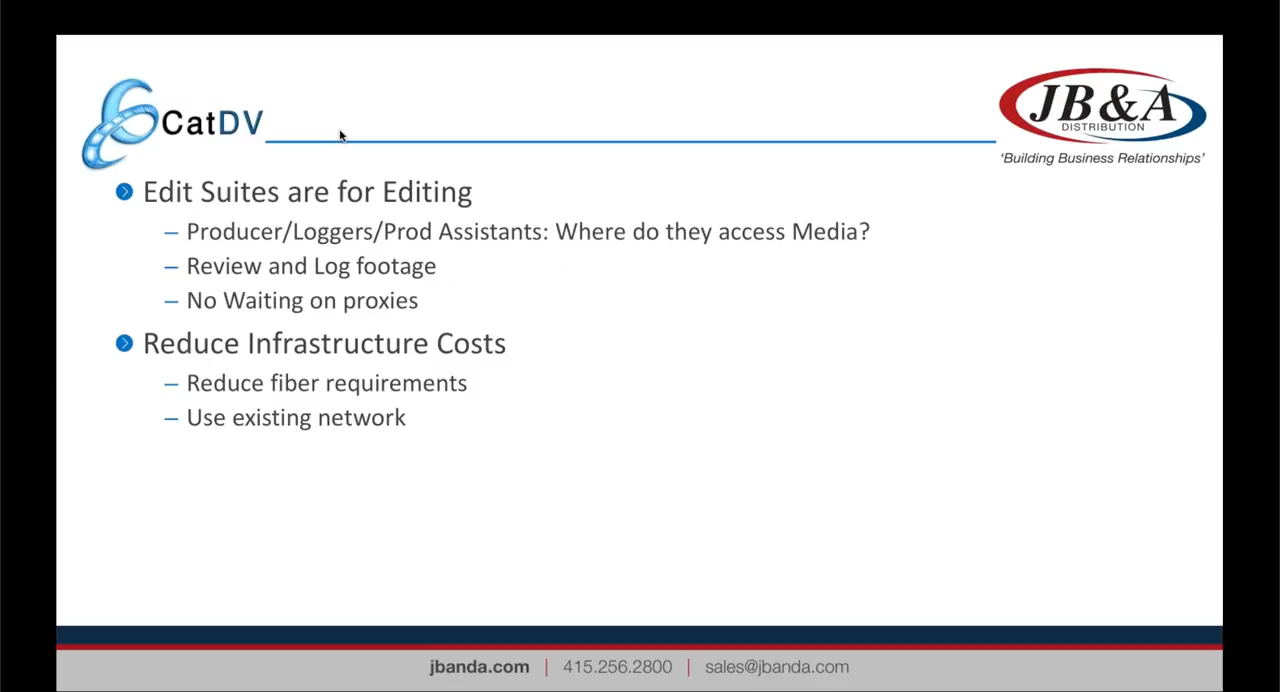 CatDV
JB&A
DISTRIBUTION
'Building Business Relationships'
Edit Suites are for Editing
– Producer/Loggers/Prod Assistants: Where do they access Media?
– Review and Log footage
– No Waiting on proxies
Reduce Infrastructure Costs
– Reduce fiber requirements
– Use existing network
jbanda.com | 415.256.2800 | sales@jbanda.com